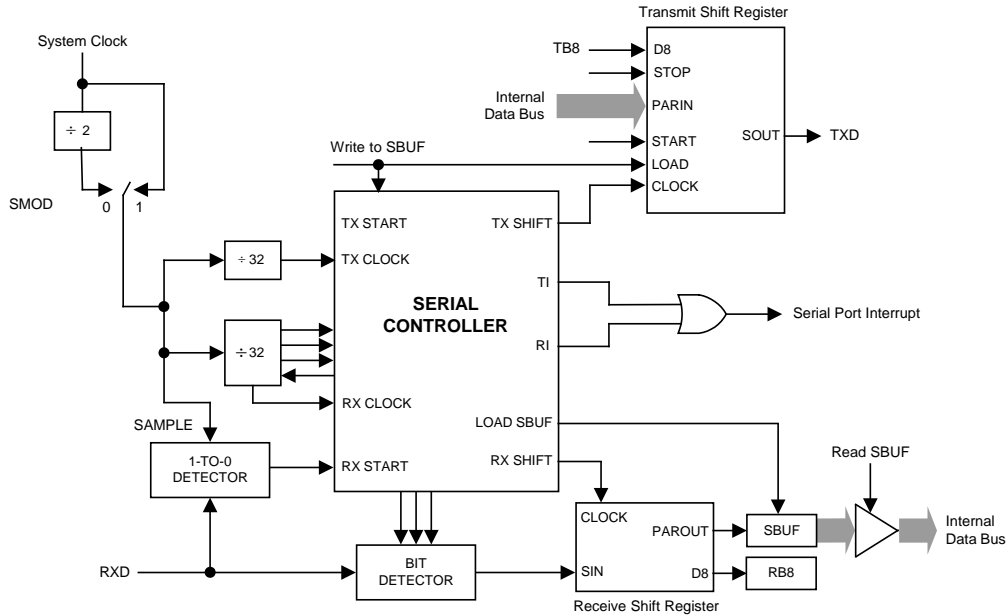 Transmit Shift Register
System Clock
TB8
D8
STOP
Internal
Data Bus
PARIN
÷ 2
SOUT
TXD
START
Write to SBUF
LOAD
CLOCK
SMOD
0
1
TX START
TX SHIFT
÷ 32
TX CLOCK
TI
SERIAL
CONTROLLER
Serial Port Interrupt
÷ 32
RI
RX CLOCK
SAMPLE
LOAD SBUF
1-TO-0
DETECTOR
RX START
RX SHIFT
Read SBUF
CLOCK
PAROUT
SBUF
Internal
Data Bus
RXD
BIT
DETECTOR
SIN
D8
RB8
Receive Shift Register